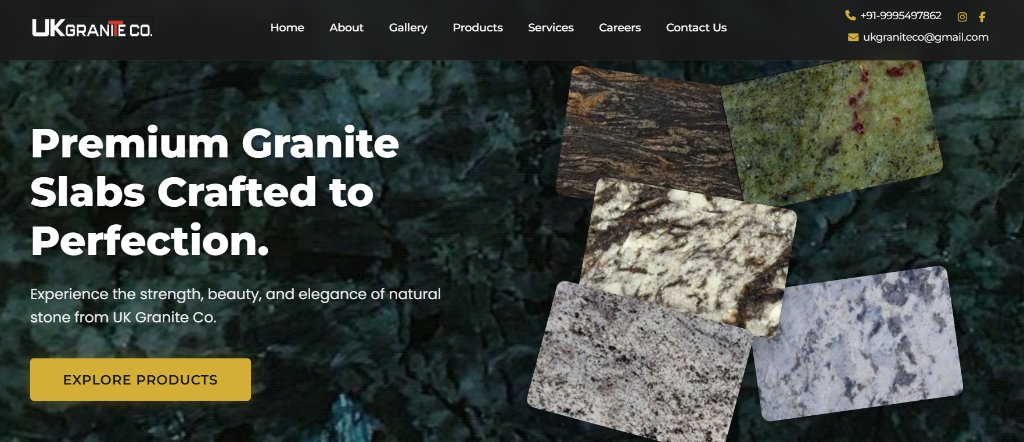 UKGRANITE CO.
Home About Gallery Products Services Careers Contact Us
+91-9995497862
ukgraniteco@gmail.com
Premium Granite
Slabs Crafted to
Perfection.
Experience the strength, beauty, and elegance of natural
stone from UK Granite Co.
EXPLORE PRODUCTS